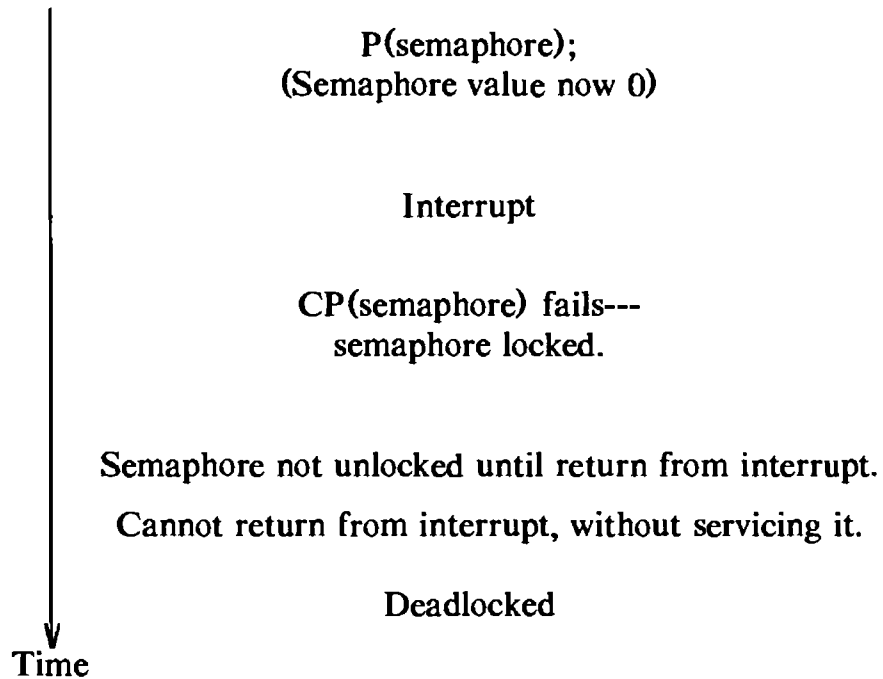 P(semaphore);
(Semaphore value now 0)
Interrupt
CP(semaphore) fails---
semaphore locked.
Semaphore not unlocked until return from interrupt.
Cannot return from interrupt, without servicing it.
Deadlocked
Time